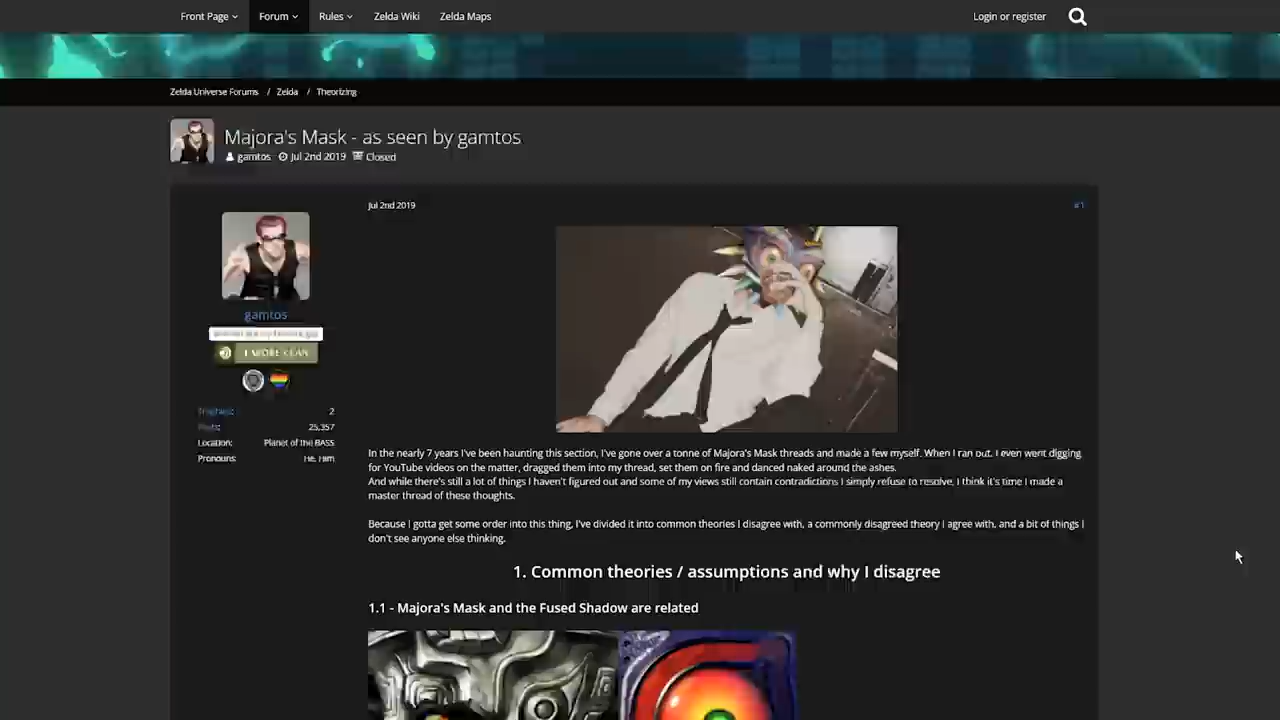 Front Page
Forum
Rules
Zelda Wiki
Zelda Maps
Login or register
Zelda Universe Forums / Zelda / Theorizing
Majora's Mask - as seen by gamtos
gamtos Jul 2nd 2019 Closed
Jul 2nd 2019
#1
gamtos
2
25,357
Location: Planet of the BASS
Pronouns: He, Him
In the nearly 7 years I've been haunting this section, I've gone over a tonne of Majora's Mask threads and made a few myself. When I ran out, I even went digging
for YouTube videos on the matter, dragged them into my thread, set them on fire and danced naked around the ashes.
And while there's still a lot of things I haven't figured out and some of my views still contain contradictions I simply refuse to resolve, I think it's time I made a
master thread of these thoughts.
Because I gotta get some order into this thing, I've divided it into common theories I disagree with, a commonly disagreed theory I agree with, and a bit of things I
don't see anyone else thinking.
1. Common theories / assumptions and why I disagree
1.1 - Majora's Mask and the Fused Shadow are related